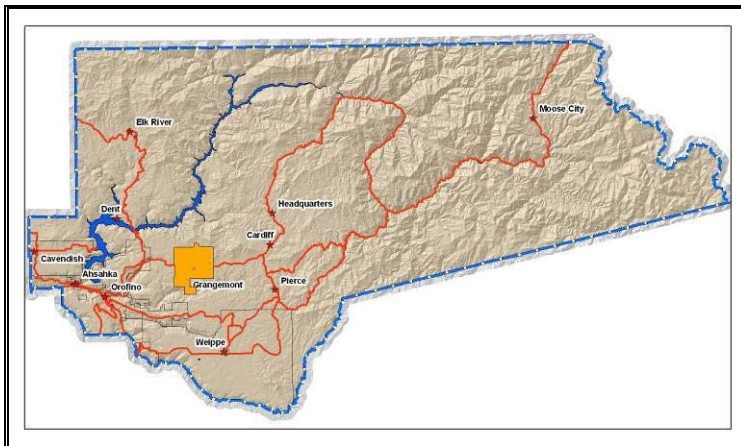 Elk River
Moose City
Dent
Headquarters
Cardiff
Cavendish
Ahsahka
Orofino
Grangemont
Pierce
Weippe